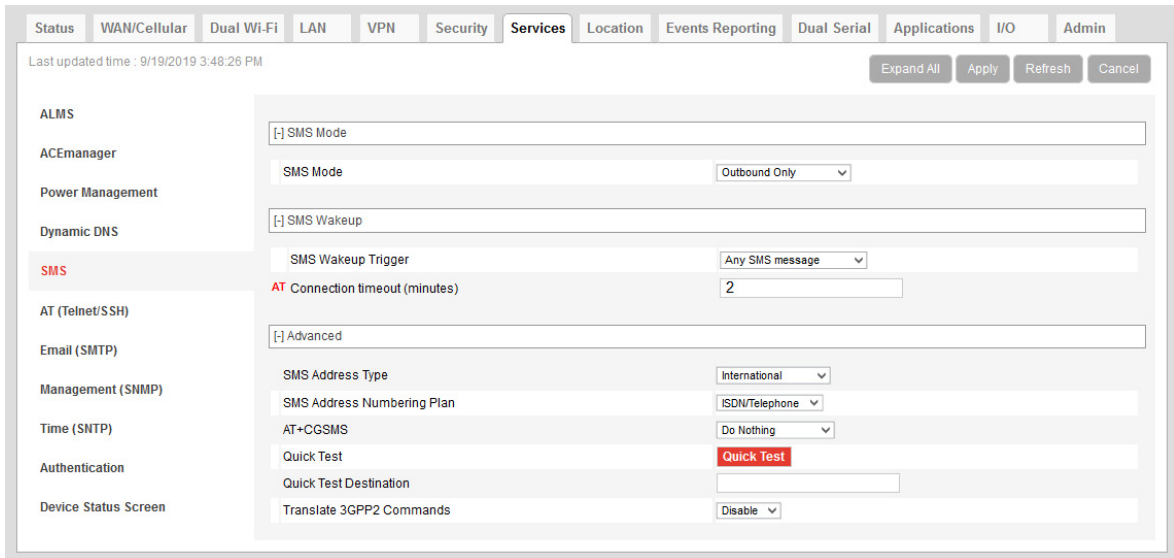 Status WAN/Cellular Dual Wi-Fi LAN VPN Security Services Location Events Reporting Dual Serial Applications I/O Admin
Last updated time : 9/19/2019 3:48:26 PM
Expand All Apply Refresh Cancel
ALMS
ACEmanager
Power Management
Dynamic DNS
SMS
AT (Telnet/SSH)
Email (SMTP)
Management (SNMP)
Time (SNTP)
Authentication
Device Status Screen
[-] SMS Mode
SMS Mode Outbound Only
[-] SMS Wakeup
SMS Wakeup Trigger Any SMS message
AT Connection timeout (minutes) 2
[-] Advanced
SMS Address Type International
SMS Address Numbering Plan ISDN/Telephone
AT+CGSMS Do Nothing
Quick Test Quick Test
Quick Test Destination
Translate 3GPP2 Commands Disable